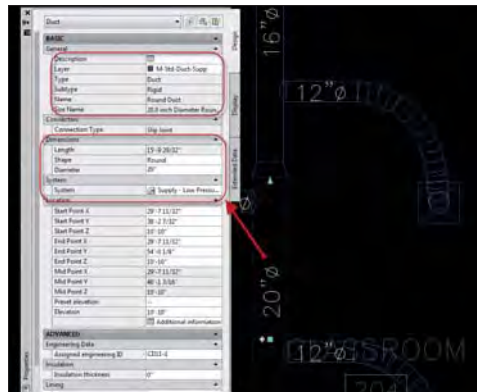 Duct
BASIC
General
Description
Layer M-Std-Duct-Supp
Type Duct
Subtype Rigid
Name Round Duct
Size Name 20.0 inch Diameter Roun...
Connectors
Connection Type Slip Joint
Dimensions
Length 15'-9 29/32"
Shape Round
Diameter 20"
System
System Supply - Low Pressu...
Location
Start Point X 29'-7 11/32"
Start Point Y 38'-2 7/32"
Start Point Z 10'-10"
End Point X 29'-7 11/32"
End Point Y 54'-0 1/8"
End Point Z 10'-10"
Mid Point X 29'-7 11/32"
Mid Point Y 46'-1 3/16"
Mid Point Z 10'-10"
Preset elevation --
Elevation 10'-10"
Additional information
ADVANCED
Engineering Data
Assigned engineering ID CD13-4
Insulation
Insulation thickness 0"
Lining
Properties
Design
Display
Extended Data
16"ø
12"ø
20"ø
12"ø
CLASSROOM
204